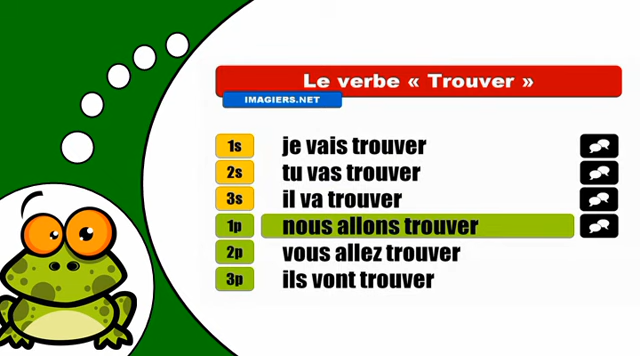 Le verbe « Trouver »
IMAGIERS.NET
1s je vais trouver
2s tu vas trouver
3s il va trouver
1p nous allons trouver
2p vous allez trouver
3p ils vont trouver